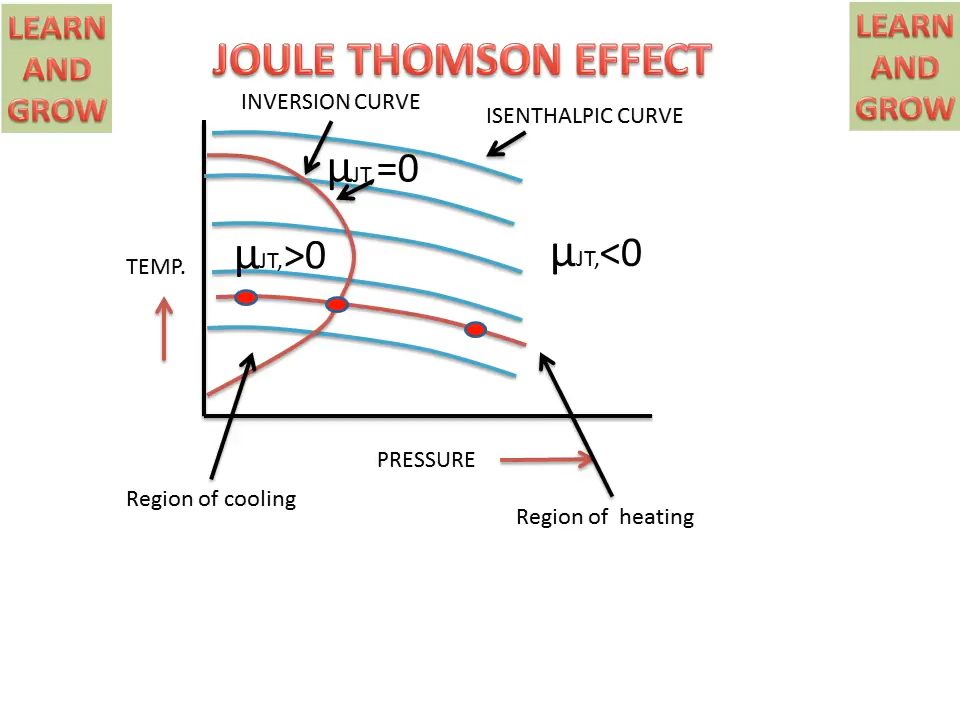 LEARN
AND
GROW
JOULE THOMSON EFFECT
LEARN
AND
GROW
INVERSION CURVE
ISENTHALPIC CURVE
μJT,=0
μJT,>0
μJT,<0
TEMP.
PRESSURE
Region of cooling
Region of  heating